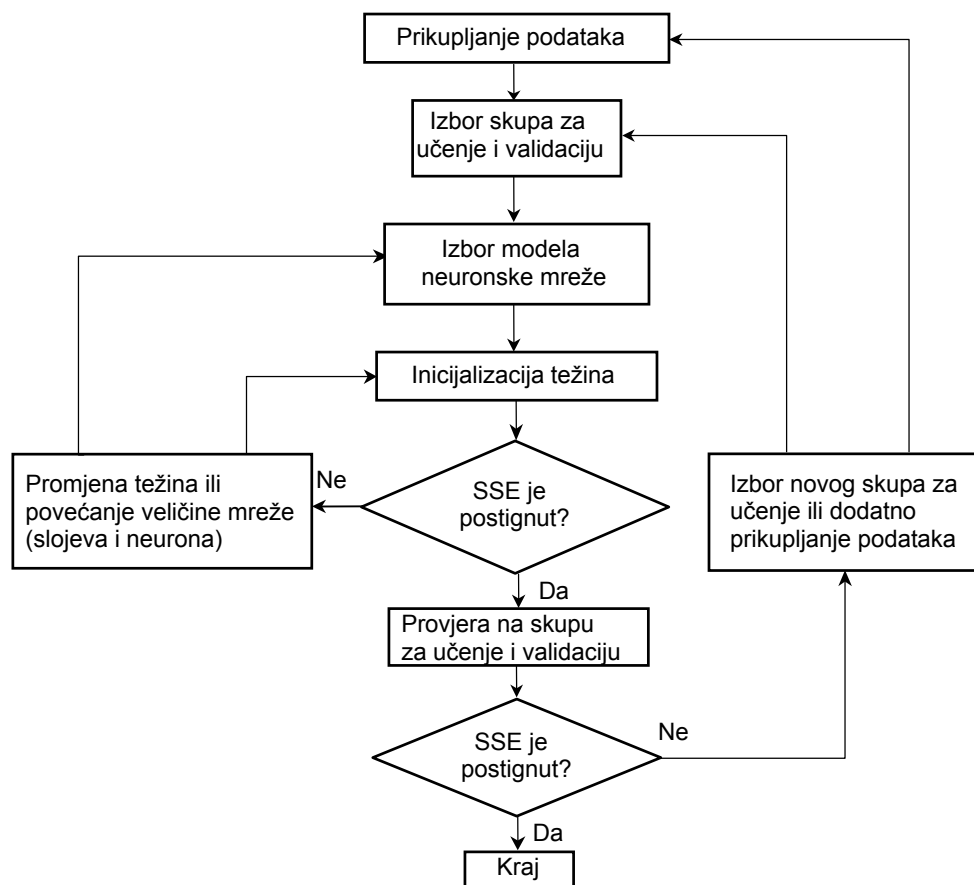 Prikupljanje podataka
Izbor skupa za
učenje i validaciju
Izbor modela
neuronske mreže
Inicijalizacija težina
Promjena težina ili
povećanje veličine mreže
(slojeva i neurona)
Ne
SSE je
postignut?
Izbor novog skupa za
učenje ili dodatno
prikupljanje podataka
Da
Provjera na skupu
za učenje i validaciju
SSE je
postignut?
Ne
Da
Kraj